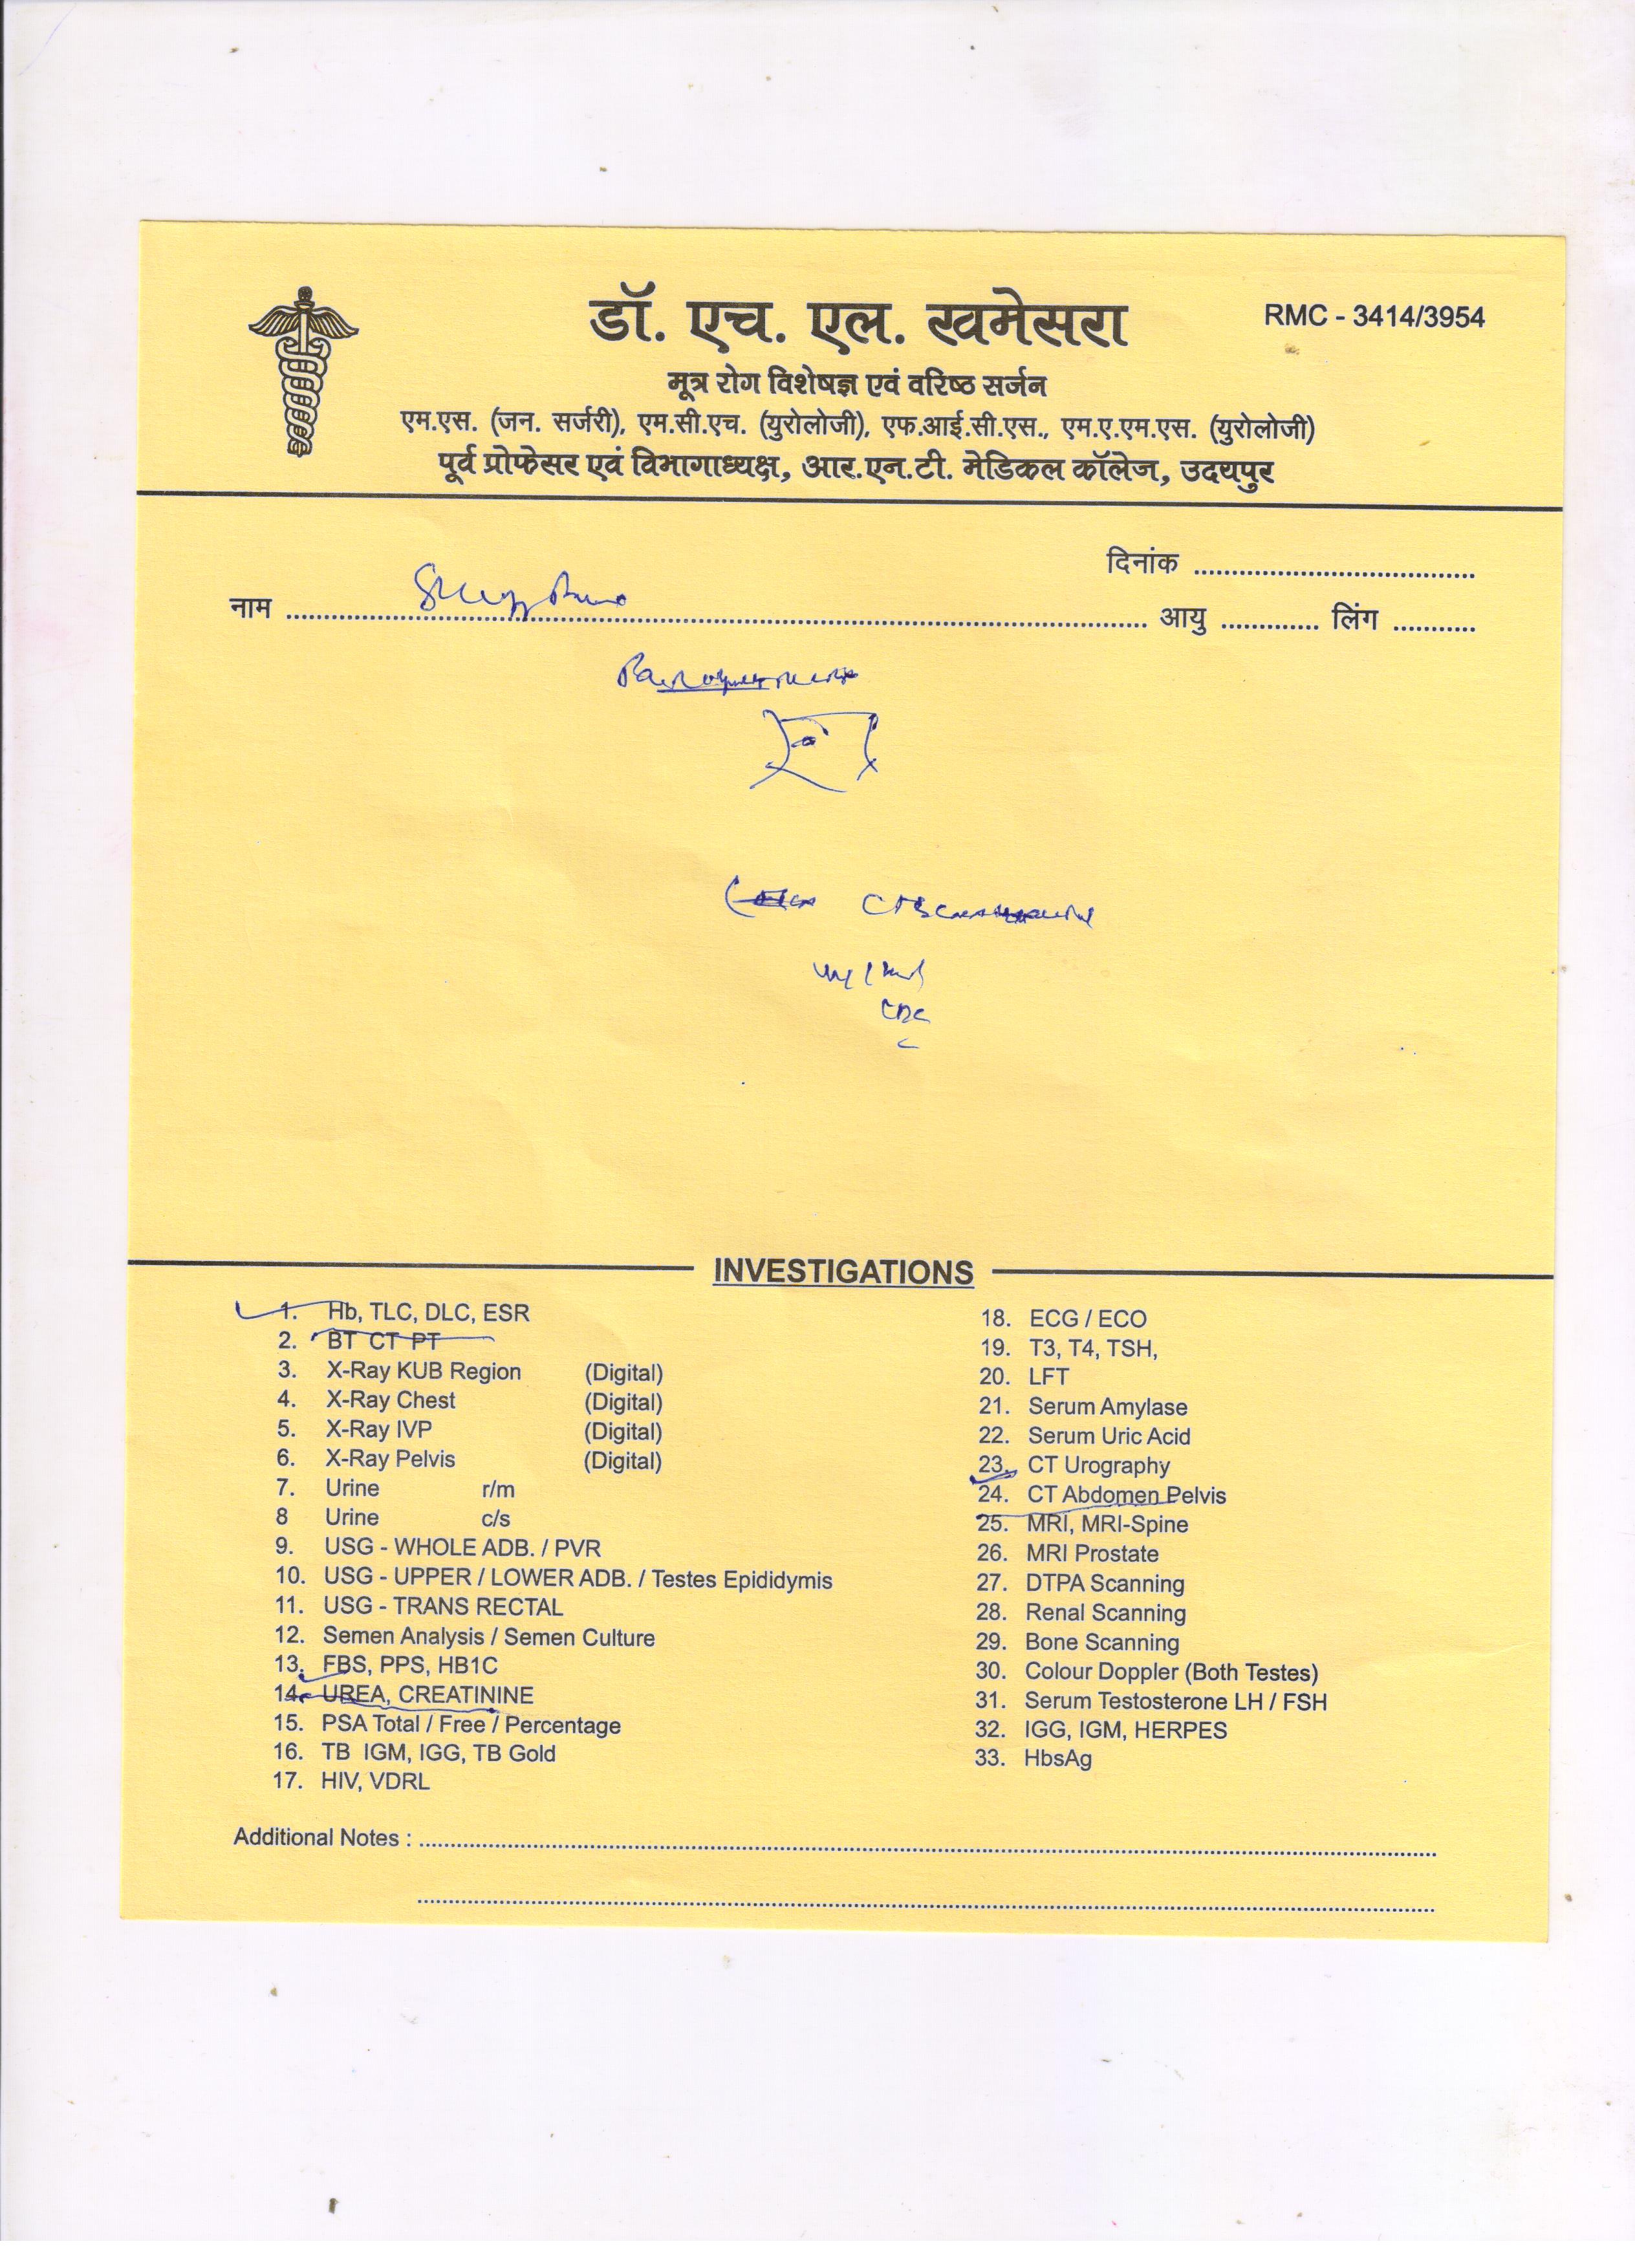 डॉ. एच. एल. खमेसरा
RMC - 3414/3954
मूत्र रोग विशेषज्ञ एवं वरिष्ठ सर्जन
एम.एस. (जन. सर्जरी), एम.सी.एच. (युरोलोजी), एफ.आई.सी.एस., एम.ए.एम.एस. (युरोलोजी)
पूर्व प्रोफेसर एवं विभागाध्यक्ष, आर.एन.टी. मेडिकल कॉलेज, उदयपुर
दिनांक ....................................
नाम .................... आयु ............. लिंग ...........
CBC
INVESTIGATIONS
1. Hb, TLC, DLC, ESR
2. BT CT PT
3. X-Ray KUB Region (Digital)
4. X-Ray Chest (Digital)
5. X-Ray IVP (Digital)
6. X-Ray Pelvis (Digital)
7. Urine r/m
8 Urine c/s
9. USG - WHOLE ADB. / PVR
10. USG - UPPER / LOWER ADB. / Testes Epididymis
11. USG - TRANS RECTAL
12. Semen Analysis / Semen Culture
13. FBS, PPS, HB1C
14. UREA, CREATININE
15. PSA Total / Free / Percentage
16. TB IGM, IGG, TB Gold
17. HIV, VDRL
18. ECG / ECO
19. T3, T4, TSH,
20. LFT
21. Serum Amylase
22. Serum Uric Acid
23. CT Urography
24. CT Abdomen Pelvis
25. MRI, MRI-Spine
26. MRI Prostate
27. DTPA Scanning
28. Renal Scanning
29. Bone Scanning
30. Colour Doppler (Both Testes)
31. Serum Testosterone LH / FSH
32. IGG, IGM, HERPES
33. HbsAg
Additional Notes : ....................